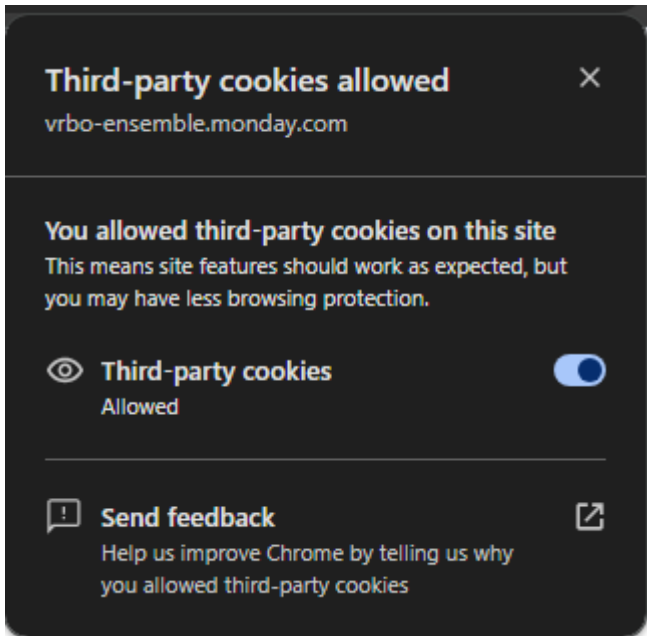 Third-party cookies allowed
vrbo-ensemble.monday.com
You allowed third-party cookies on this site
This means site features should work as expected, but
you may have less browsing protection.
Third-party cookies
Allowed
Send feedback
Help us improve Chrome by telling us why
you allowed third-party cookies